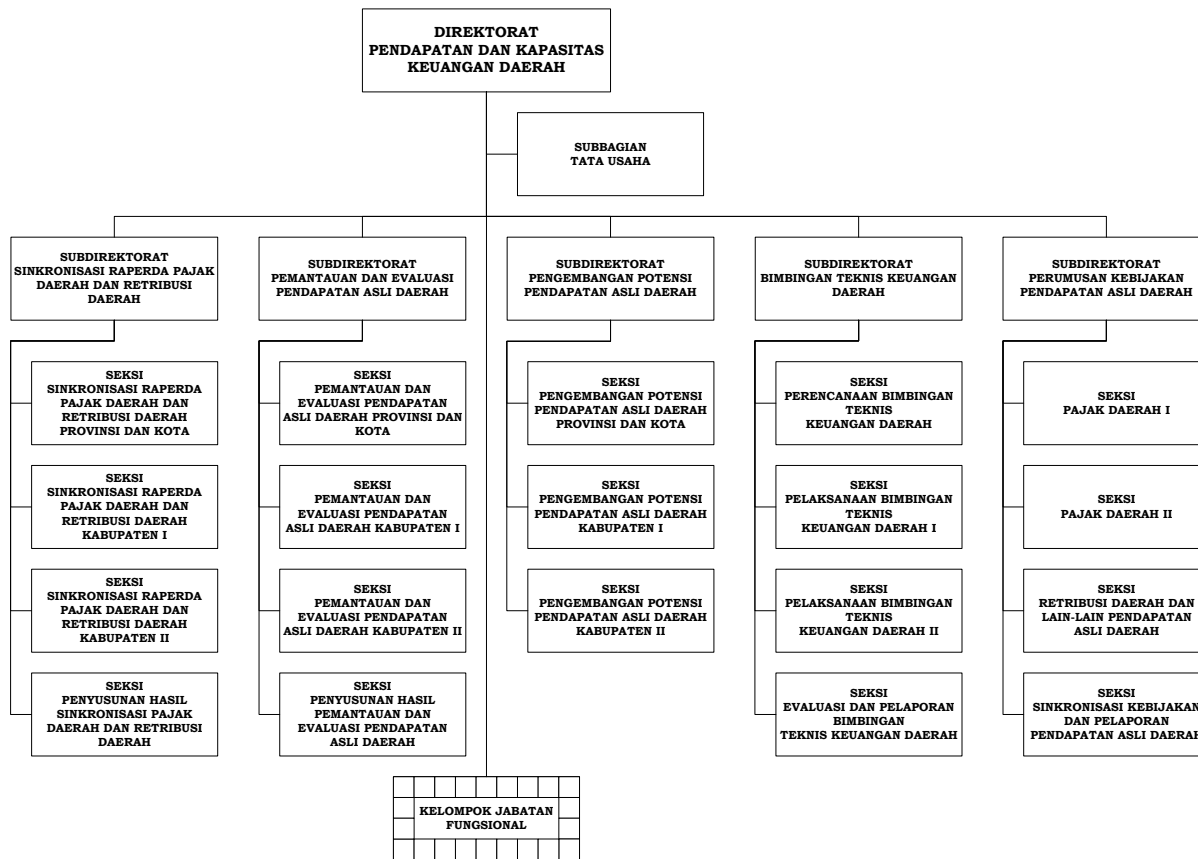 DIREKTORAT
PENDAPATAN DAN KAPASITAS
KEUANGAN DAERAH
SUBBAGIAN
TATA USAHA
SUBDIREKTORAT
SINKRONISASI RAPERDA PAJAK
DAERAH DAN RETRIBUSI
DAERAH
SUBDIREKTORAT
PEMANTAUAN DAN EVALUASI
PENDAPATAN ASLI DAERAH
SUBDIREKTORAT
PENGEMBANGAN POTENSI
PENDAPATAN ASLI DAERAH
SUBDIREKTORAT
BIMBINGAN TEKNIS KEUANGAN
DAERAH
SUBDIREKTORAT
PERUMUSAN KEBIJAKAN
PENDAPATAN ASLI DAERAH
SEKSI
SINKRONISASI RAPERDA
PAJAK DAERAH DAN
RETRIBUSI DAERAH
PROVINSI DAN KOTA
SEKSI
PEMANTAUAN DAN
EVALUASI PENDAPATAN
ASLI DAERAH PROVINSI DAN
KOTA
SEKSI
PENGEMBANGAN POTENSI
PENDAPATAN ASLI DAERAH
PROVINSI DAN KOTA
SEKSI
PERENCANAAN BIMBINGAN
TEKNIS
KEUANGAN DAERAH
SEKSI
PAJAK DAERAH I
SEKSI
SINKRONISASI RAPERDA
PAJAK DAERAH DAN
RETRIBUSI DAERAH
KABUPATEN I
SEKSI
PEMANTAUAN DAN
EVALUASI PENDAPATAN
ASLI DAERAH KABUPATEN I
SEKSI
PENGEMBANGAN POTENSI
PENDAPATAN ASLI DAERAH
KABUPATEN I
SEKSI
PELAKSANAAN BIMBINGAN
TEKNIS
KEUANGAN DAERAH I
SEKSI
PAJAK DAERAH II
SEKSI
SINKRONISASI RAPERDA
PAJAK DAERAH DAN
RETRIBUSI DAERAH
KABUPATEN II
SEKSI
PEMANTAUAN DAN
EVALUASI PENDAPATAN
ASLI DAERAH KABUPATEN II
SEKSI
PENGEMBANGAN POTENSI
PENDAPATAN ASLI DAERAH
KABUPATEN II
SEKSI
PELAKSANAAN BIMBINGAN
TEKNIS
KEUANGAN DAERAH II
SEKSI
RETRIBUSI DAERAH DAN
LAIN-LAIN PENDAPATAN
ASLI DAERAH
SEKSI
PENYUSUNAN HASIL
SINKRONISASI PAJAK
DAERAH DAN RETRIBUSI
DAERAH
SEKSI
PENYUSUNAN HASIL
PEMANTAUAN DAN
EVALUASI PENDAPATAN
ASLI DAERAH
SEKSI
EVALUASI DAN PELAPORAN
BIMBINGAN
TEKNIS KEUANGAN DAERAH
SEKSI
SINKRONISASI KEBIJAKAN
DAN PELAPORAN
PENDAPATAN ASLI DAERAH
KELOMPOK JABATAN
FUNGSIONAL